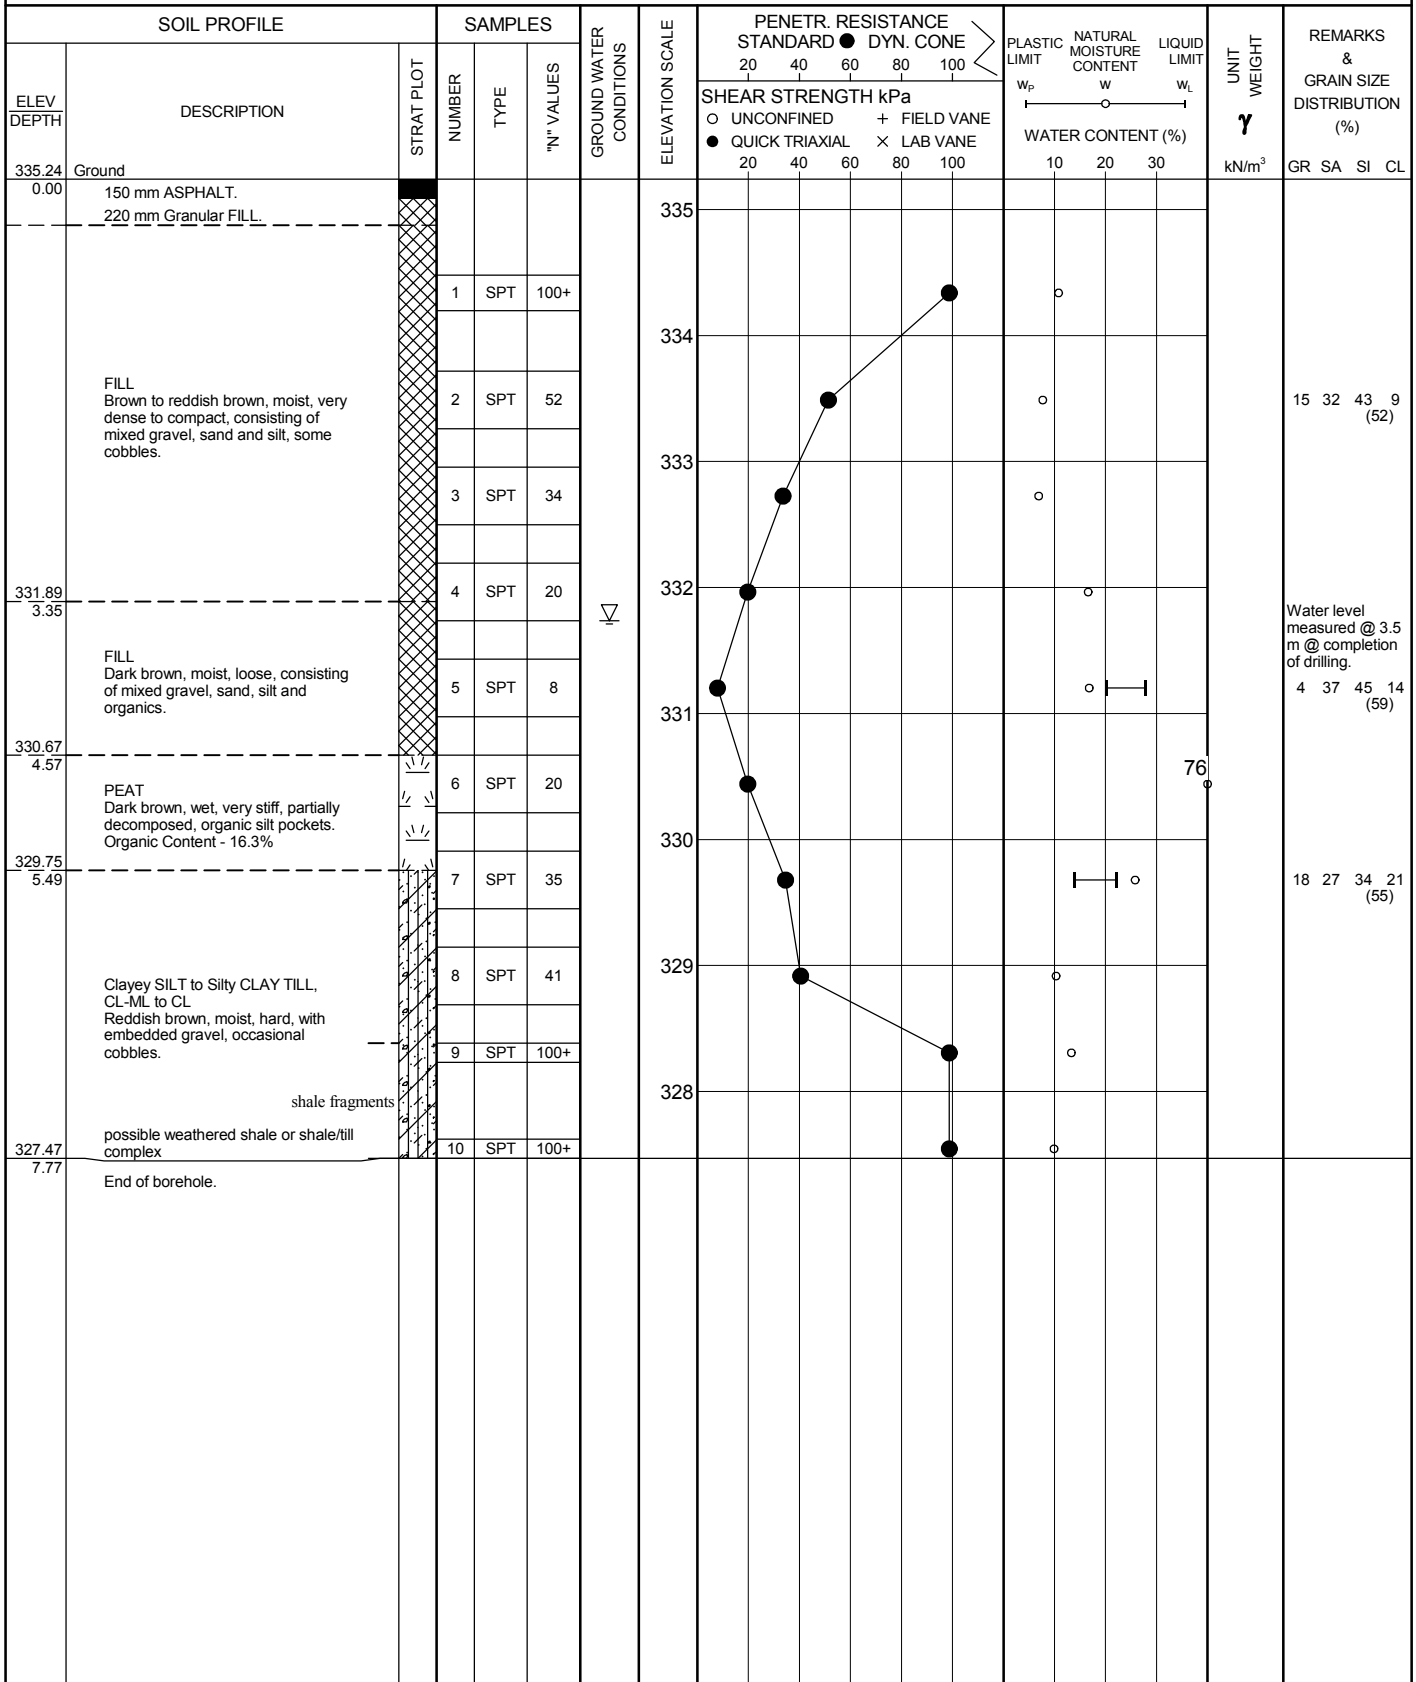 SOIL PROFILE
SAMPLES
GROUND WATER
CONDITIONS
ELEVATION SCALE
PENETR. RESISTANCE
STANDARD ● DYN. CONE
20 40 60 80 100
SHEAR STRENGTH kPa
○ UNCONFINED + FIELD VANE
● QUICK TRIAXIAL × LAB VANE
20 40 60 80 100
PLASTIC
LIMIT
NATURAL
MOISTURE
CONTENT
LIQUID
LIMIT
wP w wL
WATER CONTENT (%)
10 20 30
UNIT
WEIGHT
γ
kN/m³
REMARKS
&
GRAIN SIZE
DISTRIBUTION
(%)
GR SA SI CL
ELEV
DEPTH
DESCRIPTION
STRAT PLOT
NUMBER
TYPE
"N" VALUES
335.24 Ground
0.00
150 mm ASPHALT.
220 mm Granular FILL.
335
1 SPT 100+
334
FILL
Brown to reddish brown, moist, very
dense to compact, consisting of
mixed gravel, sand and silt, some
cobbles.
2 SPT 52
15 32 43 9
(52)
333
3 SPT 34
332
4 SPT 20
331.89
3.35
Water level
measured @ 3.5
m @ completion
of drilling.
FILL
Dark brown, moist, loose, consisting
of mixed gravel, sand, silt and
organics.
5 SPT 8
4 37 45 14
(59)
331
330.67
4.57
76
PEAT
Dark brown, wet, very stiff, partially
decomposed, organic silt pockets.
Organic Content - 16.3%
6 SPT 20
330
329.75
5.49
7 SPT 35
18 27 34 21
(55)
329
Clayey SILT to Silty CLAY TILL,
CL-ML to CL
Reddish brown, moist, hard, with
embedded gravel, occasional
cobbles.
8 SPT 41
9 SPT 100+
328
shale fragments
possible weathered shale or shale/till
complex
10 SPT 100+
327.47
7.77
End of borehole.